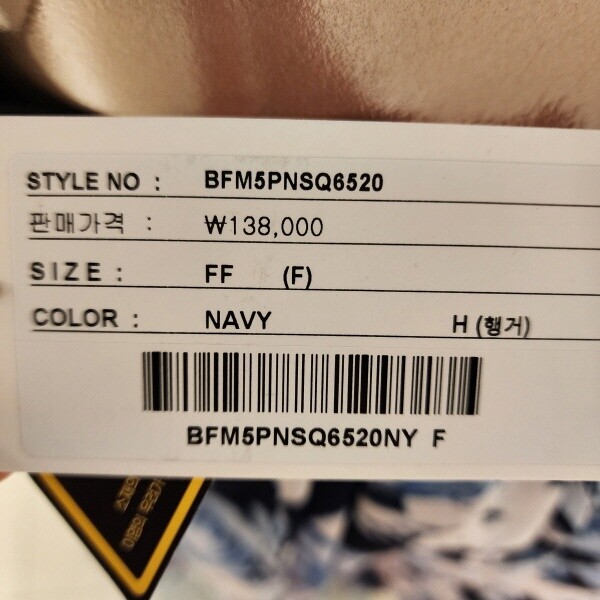 STYLE NO : BFM5PNSQ6520
판매가격 : ₩138,000
SIZE : FF (F)
COLOR : NAVY H (행거)
BFM5PNSQ6520NY F